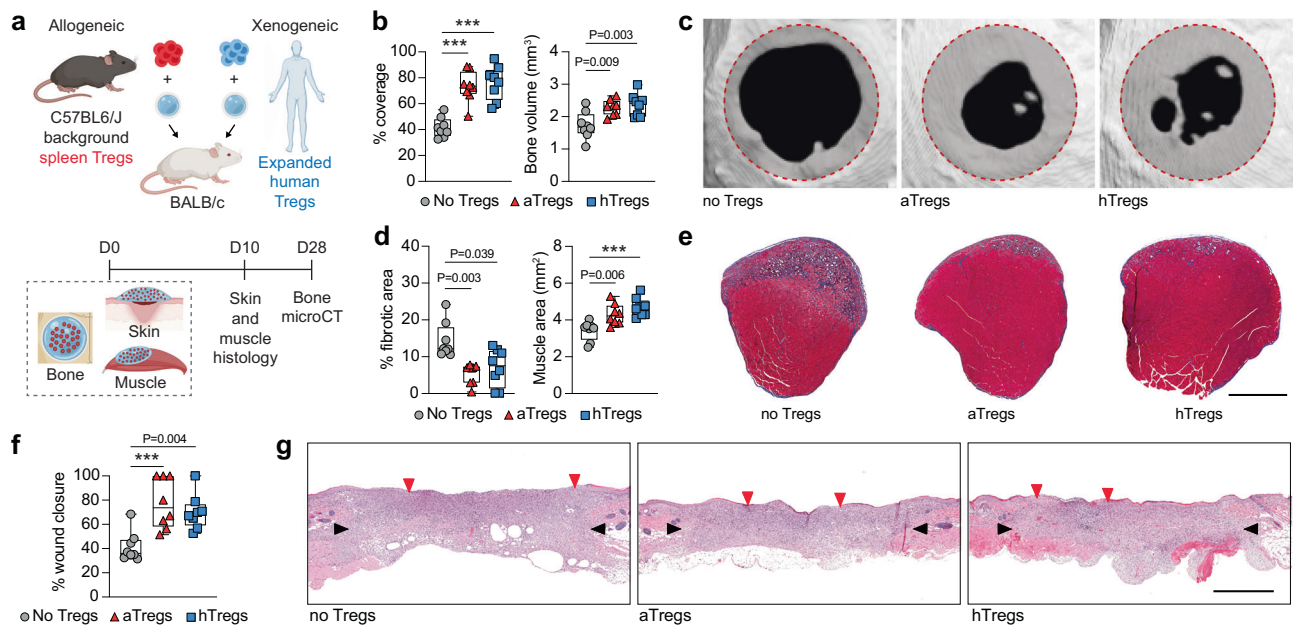 a
Allogeneic
Xenogeneic
+
+
C57BL6/J
background
spleen Tregs
Expanded
human
Tregs
BALB/c
D0
D10
D28
Skin
and
muscle
histology
Bone
microCT
Skin
Bone
Muscle
b
% coverage
100
80
60
40
20
0
***
***
Bone volume (mm3)
4
3
2
1
0
P=0.003
P=0.009
No Tregs aTregs hTregs
c
no Tregs
aTregs
hTregs
d
% fibrotic area
40
30
20
10
0
P=0.039
P=0.003
Muscle area (mm2)
8
6
4
2
0
***
P=0.006
No Tregs aTregs hTregs
e
no Tregs
aTregs
hTregs
f
% wound closure
100
80
60
40
20
0
P=0.004
***
No Tregs aTregs hTregs
g
no Tregs
aTregs
hTregs